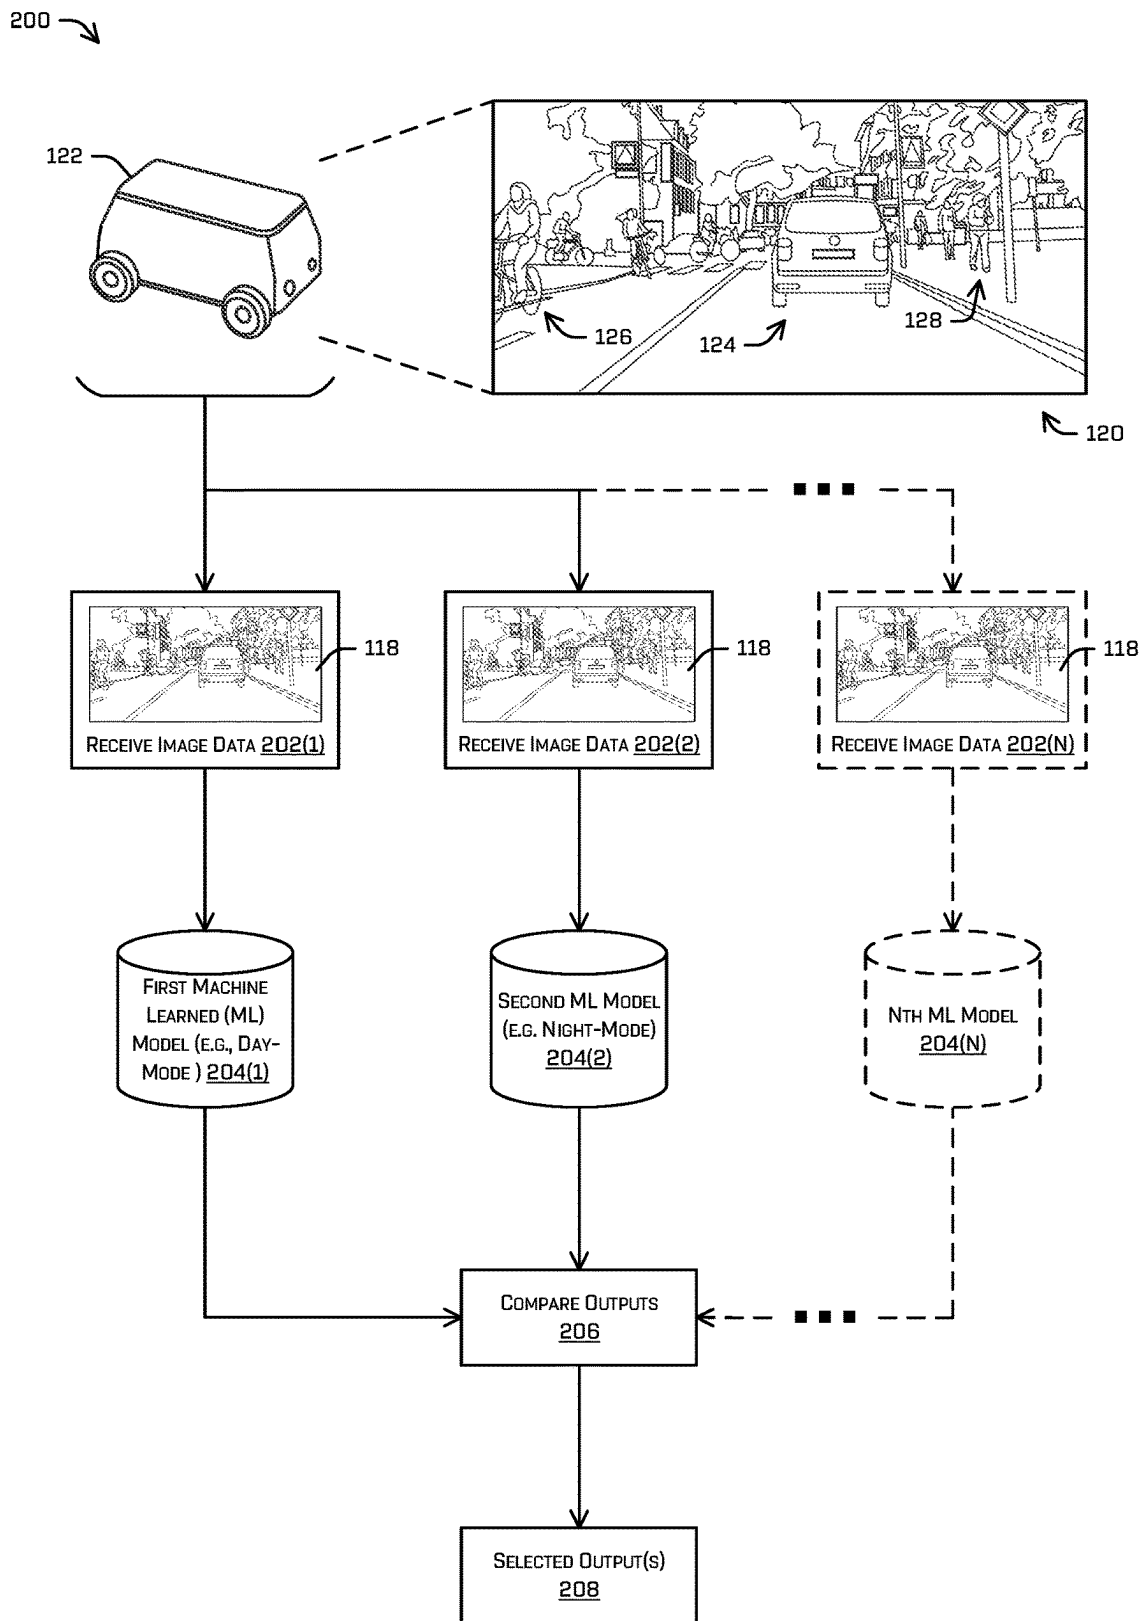 200
122
126
124
128
120
118
118
118
RECEIVE IMAGE DATA 202(1)
RECEIVE IMAGE DATA 202(2)
RECEIVE IMAGE DATA 202(N)
FIRST MACHINE
LEARNED (ML)
MODEL (E.G., DAY-
MODE ) 204(1)
SECOND ML MODEL
(E.G. NIGHT-MODE)
204(2)
NTH ML MODEL
204(N)
COMPARE OUTPUTS
206
SELECTED OUTPUT(S)
208